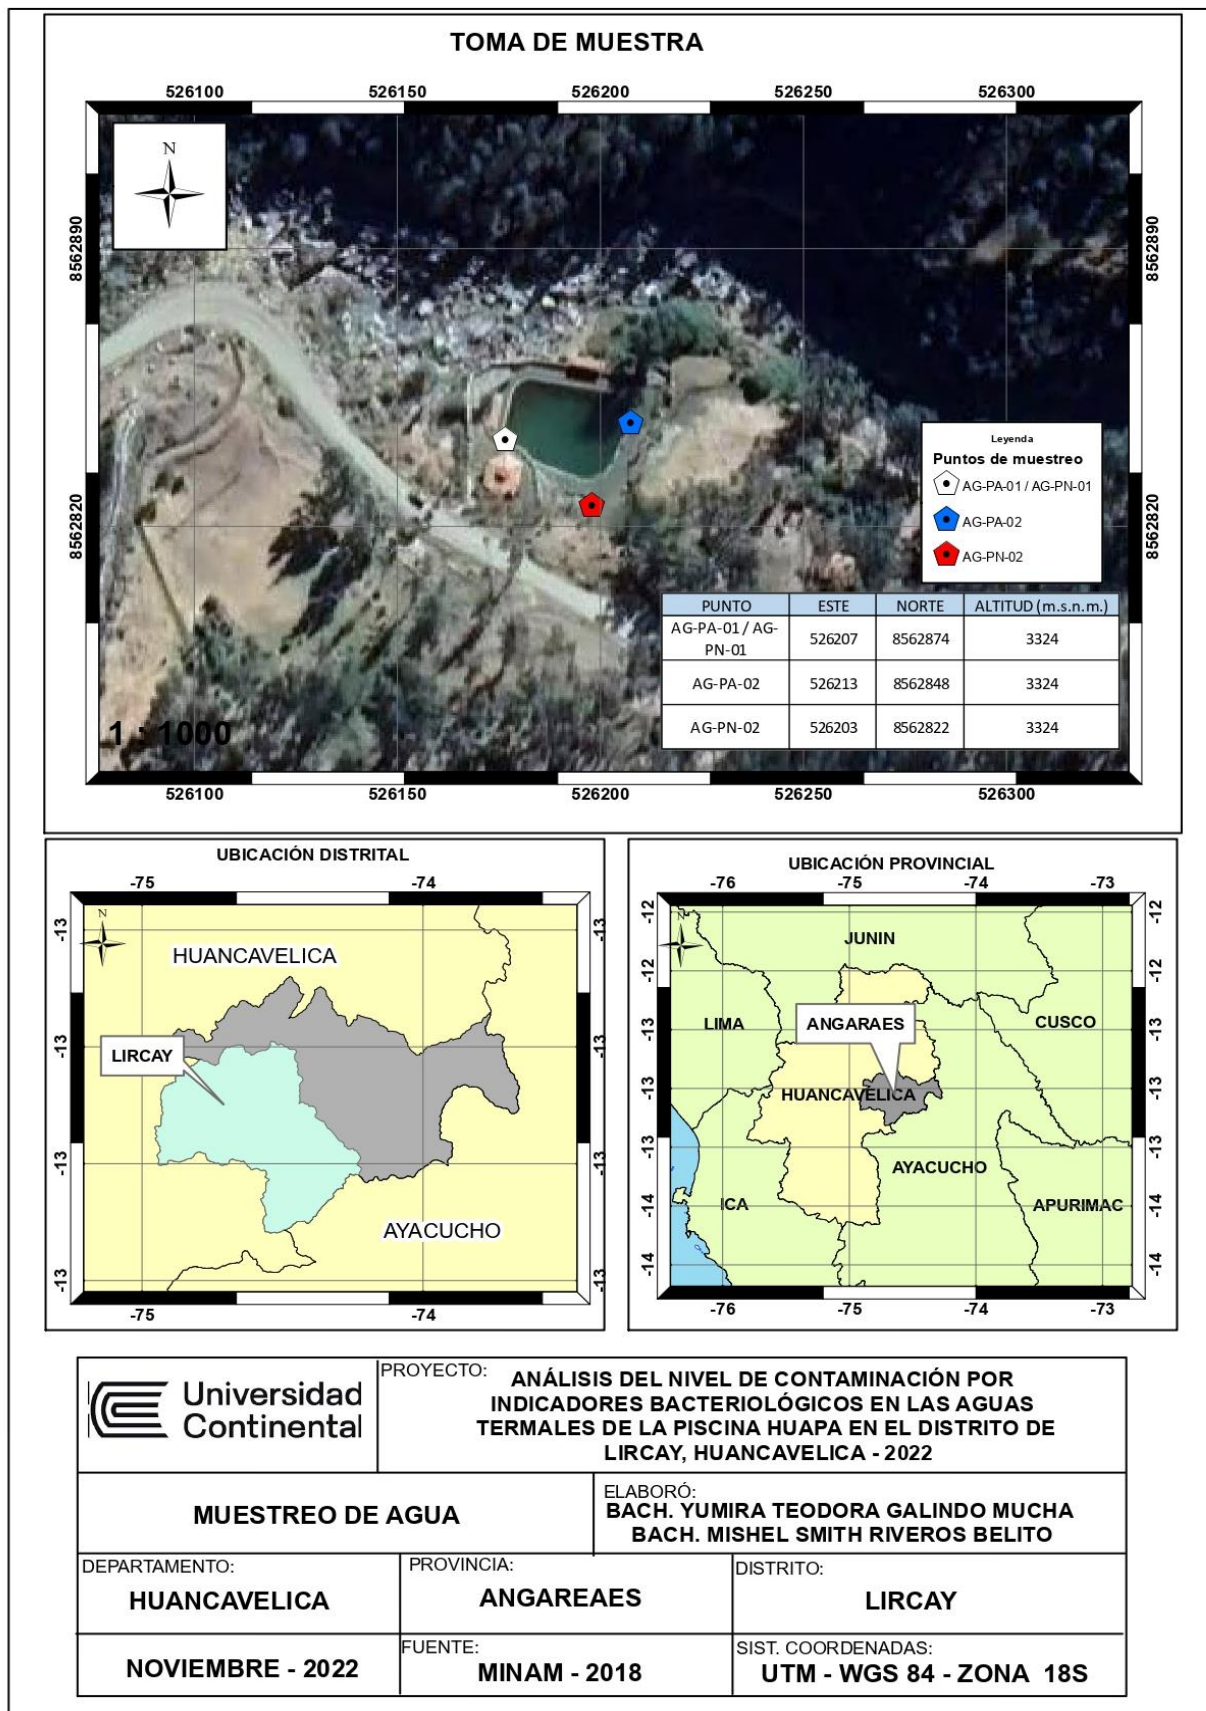 TOMA DE MUESTRA
526100 526150 526200 526250 526300
N
8562890 8562890
8562820 8562820
Leyenda
Puntos de muestreo
AG-PA-01 / AG-PN-01
AG-PA-02
AG-PN-02
PUNTO ESTE NORTE ALTITUD (m.s.n.m.)
AG-PA-01 / AG-
PN-01 526207 8562874 3324
AG-PA-02 526213 8562848 3324
AG-PN-02 526203 8562822 3324
1 : 1000
526100 526150 526200 526250 526300
UBICACIÓN DISTRITAL
-75 -74
N
-13 -13
HUANCAVELICA
LIRCAY
-13 -13
-13 -13
AYACUCHO
-13 -13
-75 -74
UBICACIÓN PROVINCIAL
-76 -75 -74 -73
-12 -12
N
JUNIN
-12 -12
LIMA ANGARAES CUSCO
-13 -13
HUANCAVELICA
-13 -13
-13 -13
AYACUCHO
ICA APURIMAC
-14 -14
-14 -14
-76 -75 -74 -73
Universidad
Continental
PROYECTO: ANÁLISIS DEL NIVEL DE CONTAMINACIÓN POR
INDICADORES BACTERIOLÓGICOS EN LAS AGUAS
TERMALES DE LA PISCINA HUAPA EN EL DISTRITO DE
LIRCAY, HUANCAVELICA - 2022
MUESTREO DE AGUA
ELABORÓ:
BACH. YUMIRA TEODORA GALINDO MUCHA
BACH. MISHEL SMITH RIVEROS BELITO
DEPARTAMENTO:
HUANCAVELICA
PROVINCIA:
ANGAREAES
DISTRITO:
LIRCAY
NOVIEMBRE - 2022
FUENTE:
MINAM - 2018
SIST. COORDENADAS:
UTM - WGS 84 - ZONA 18S